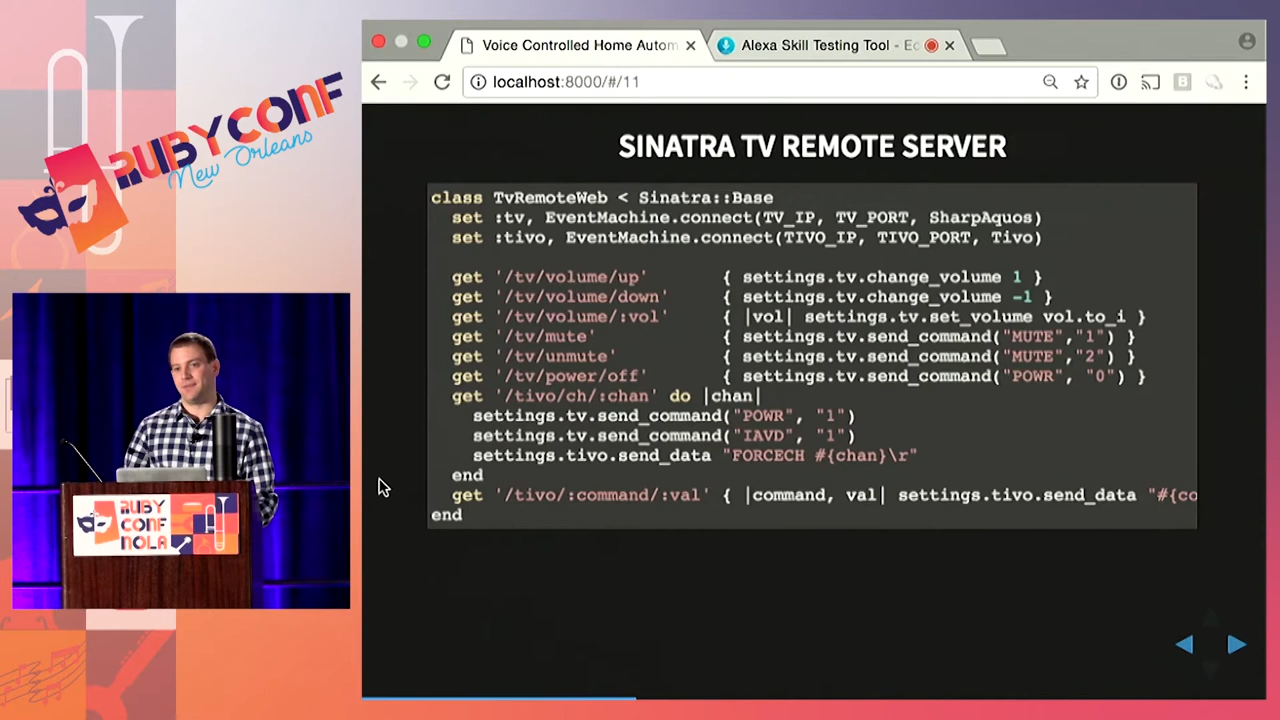 RUBYCONF
New Orleans
RUBY
CONF
NOLA
Voice Controlled Home Autom
Alexa Skill Testing Tool - Ec
localhost:8000/#/11
SINATRA TV REMOTE SERVER
class TvRemoteWeb < Sinatra::Base
set :tv, EventMachine.connect(TV_IP, TV_PORT, SharpAquos)
set :tivo, EventMachine.connect(TIVO_IP, TIVO_PORT, Tivo)
get '/tv/volume/up' { settings.tv.change_volume 1 }
get '/tv/volume/down' { settings.tv.change_volume -1 }
get '/tv/volume/:vol' { |vol| settings.tv.set_volume vol.to_i }
get '/tv/mute' { settings.tv.send_command("MUTE","1") }
get '/tv/unmute' { settings.tv.send_command("MUTE","2") }
get '/tv/power/off' { settings.tv.send_command("POWR", "0") }
get '/tivo/ch/:chan' do |chan|
settings.tv.send_command("POWR", "1")
settings.tv.send_command("IAVD", "1")
settings.tivo.send_data "FORCECH #{chan}\r"
end
get '/tivo/:command/:val' { |command, val| settings.tivo.send_data "#{co
end